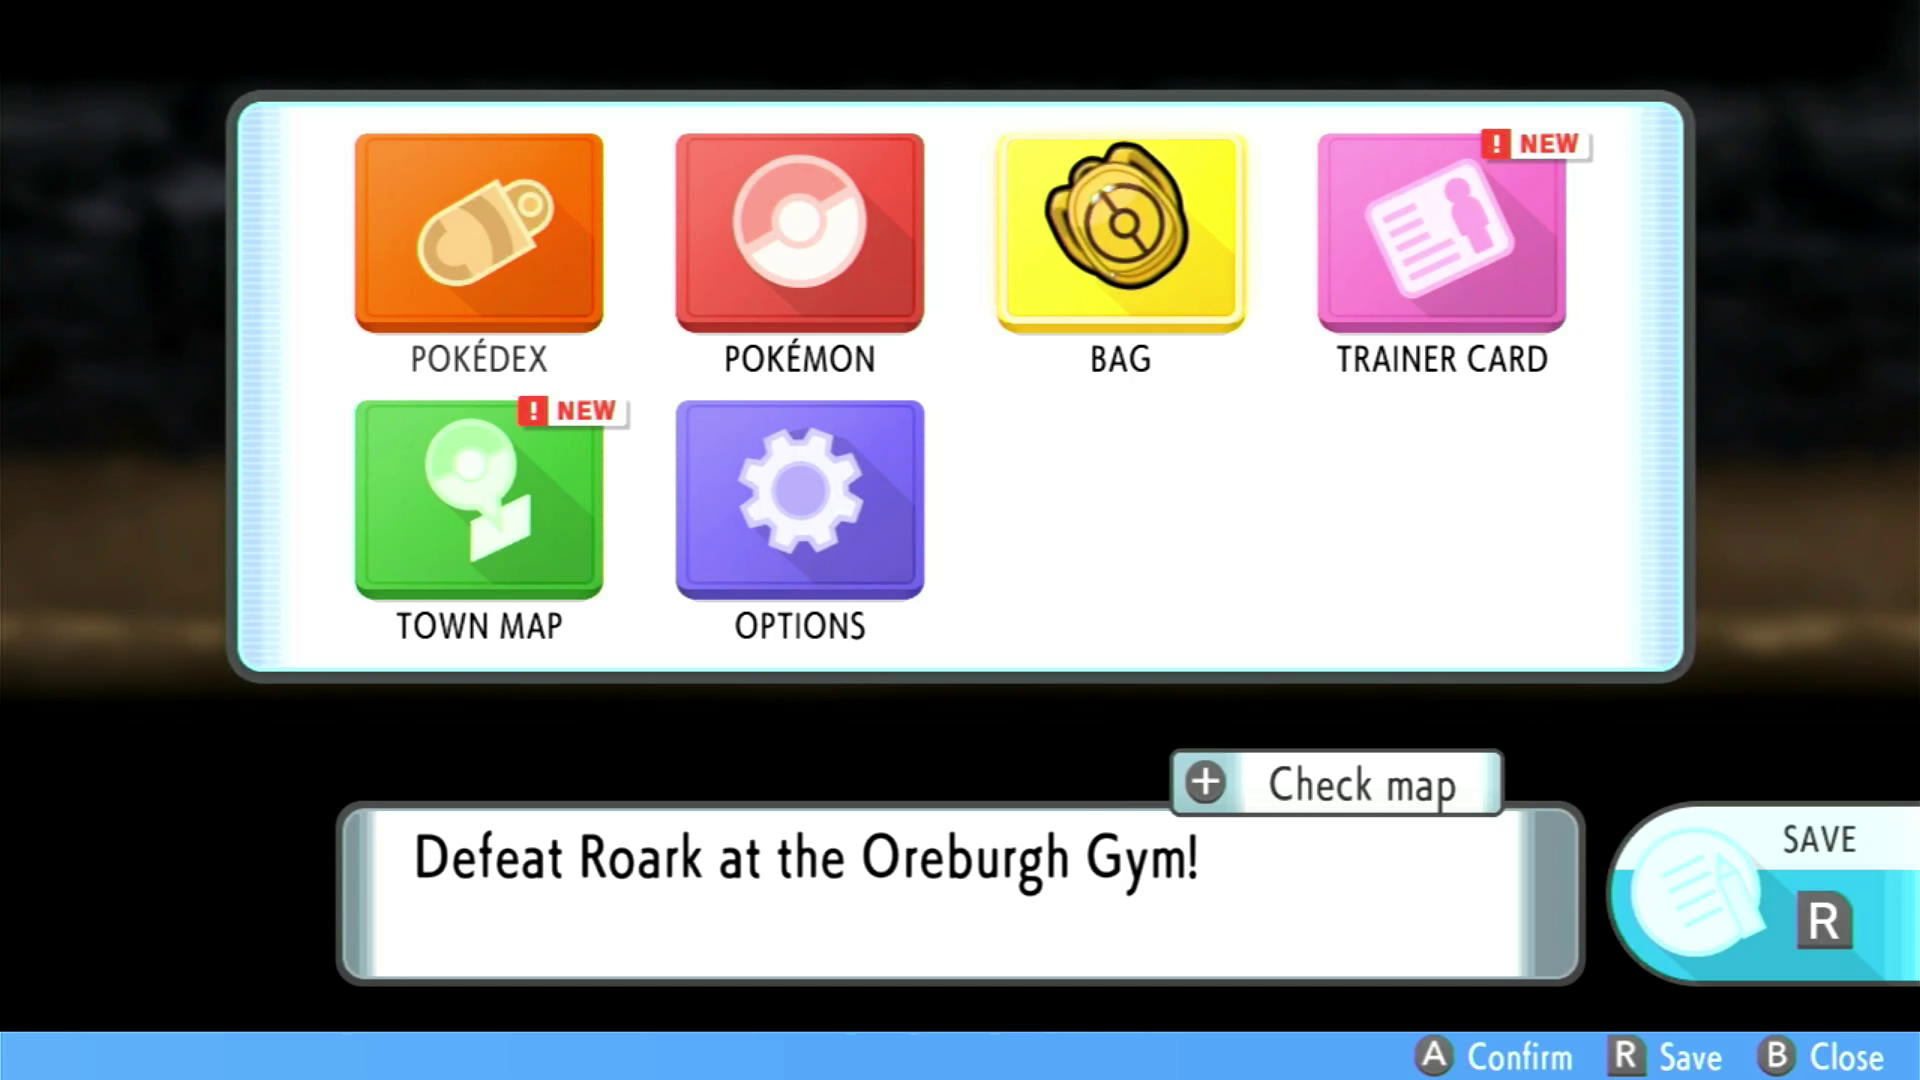 ! NEW
POKÉDEX
POKÉMON
BAG
TRAINER CARD
! NEW
TOWN MAP
OPTIONS
+ Check map
Defeat Roark at the Oreburgh Gym!
SAVE
R
A Confirm R Save B Close